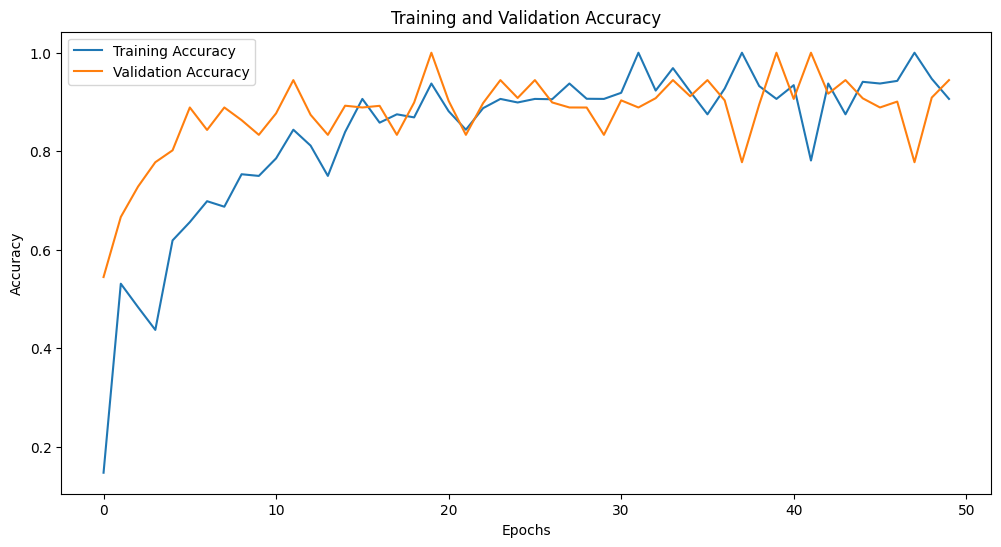 Training and Validation Accuracy
Training Accuracy
Validation Accuracy
1.0
0.8
0.6
0.4
0.2
Accuracy
0 10 20 30 40 50
Epochs